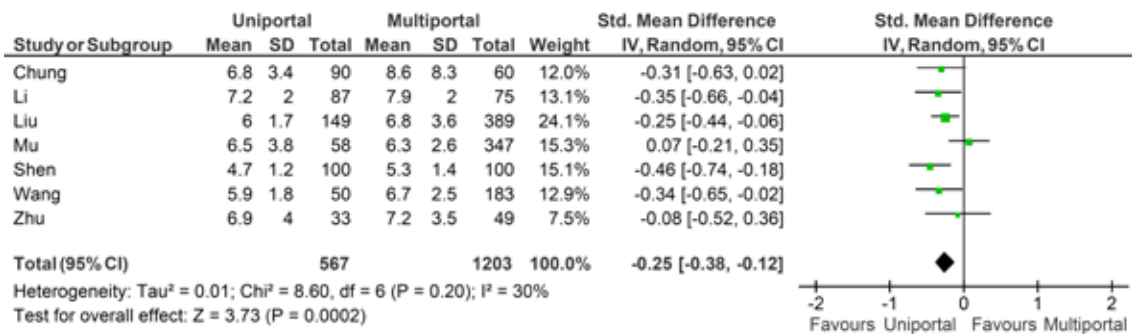 Uniportal Multiportal Std. Mean Difference Std. Mean Difference
Study or Subgroup Mean SD Total Mean SD Total Weight IV, Random, 95% CI IV, Random, 95% CI
Chung 6.8 3.4 90 8.6 8.3 60 12.0% -0.31 [-0.63, 0.02]
Li 7.2 2 87 7.9 2 75 13.1% -0.35 [-0.66, -0.04]
Liu 6 1.7 149 6.8 3.6 389 24.1% -0.25 [-0.44, -0.06]
Mu 6.5 3.8 58 6.3 2.6 347 15.3% 0.07 [-0.21, 0.35]
Shen 4.7 1.2 100 5.3 1.4 100 15.1% -0.46 [-0.74, -0.18]
Wang 5.9 1.8 50 6.7 2.5 183 12.9% -0.34 [-0.65, -0.02]
Zhu 6.9 4 33 7.2 3.5 49 7.5% -0.08 [-0.52, 0.36]
Total (95% CI) 567 1203 100.0% -0.25 [-0.38, -0.12]
Heterogeneity: Tau² = 0.01; Chi² = 8.60, df = 6 (P = 0.20); I² = 30%
Test for overall effect: Z = 3.73 (P = 0.0002)
-2 -1 0 1 2
Favours Uniportal Favours Multiportal